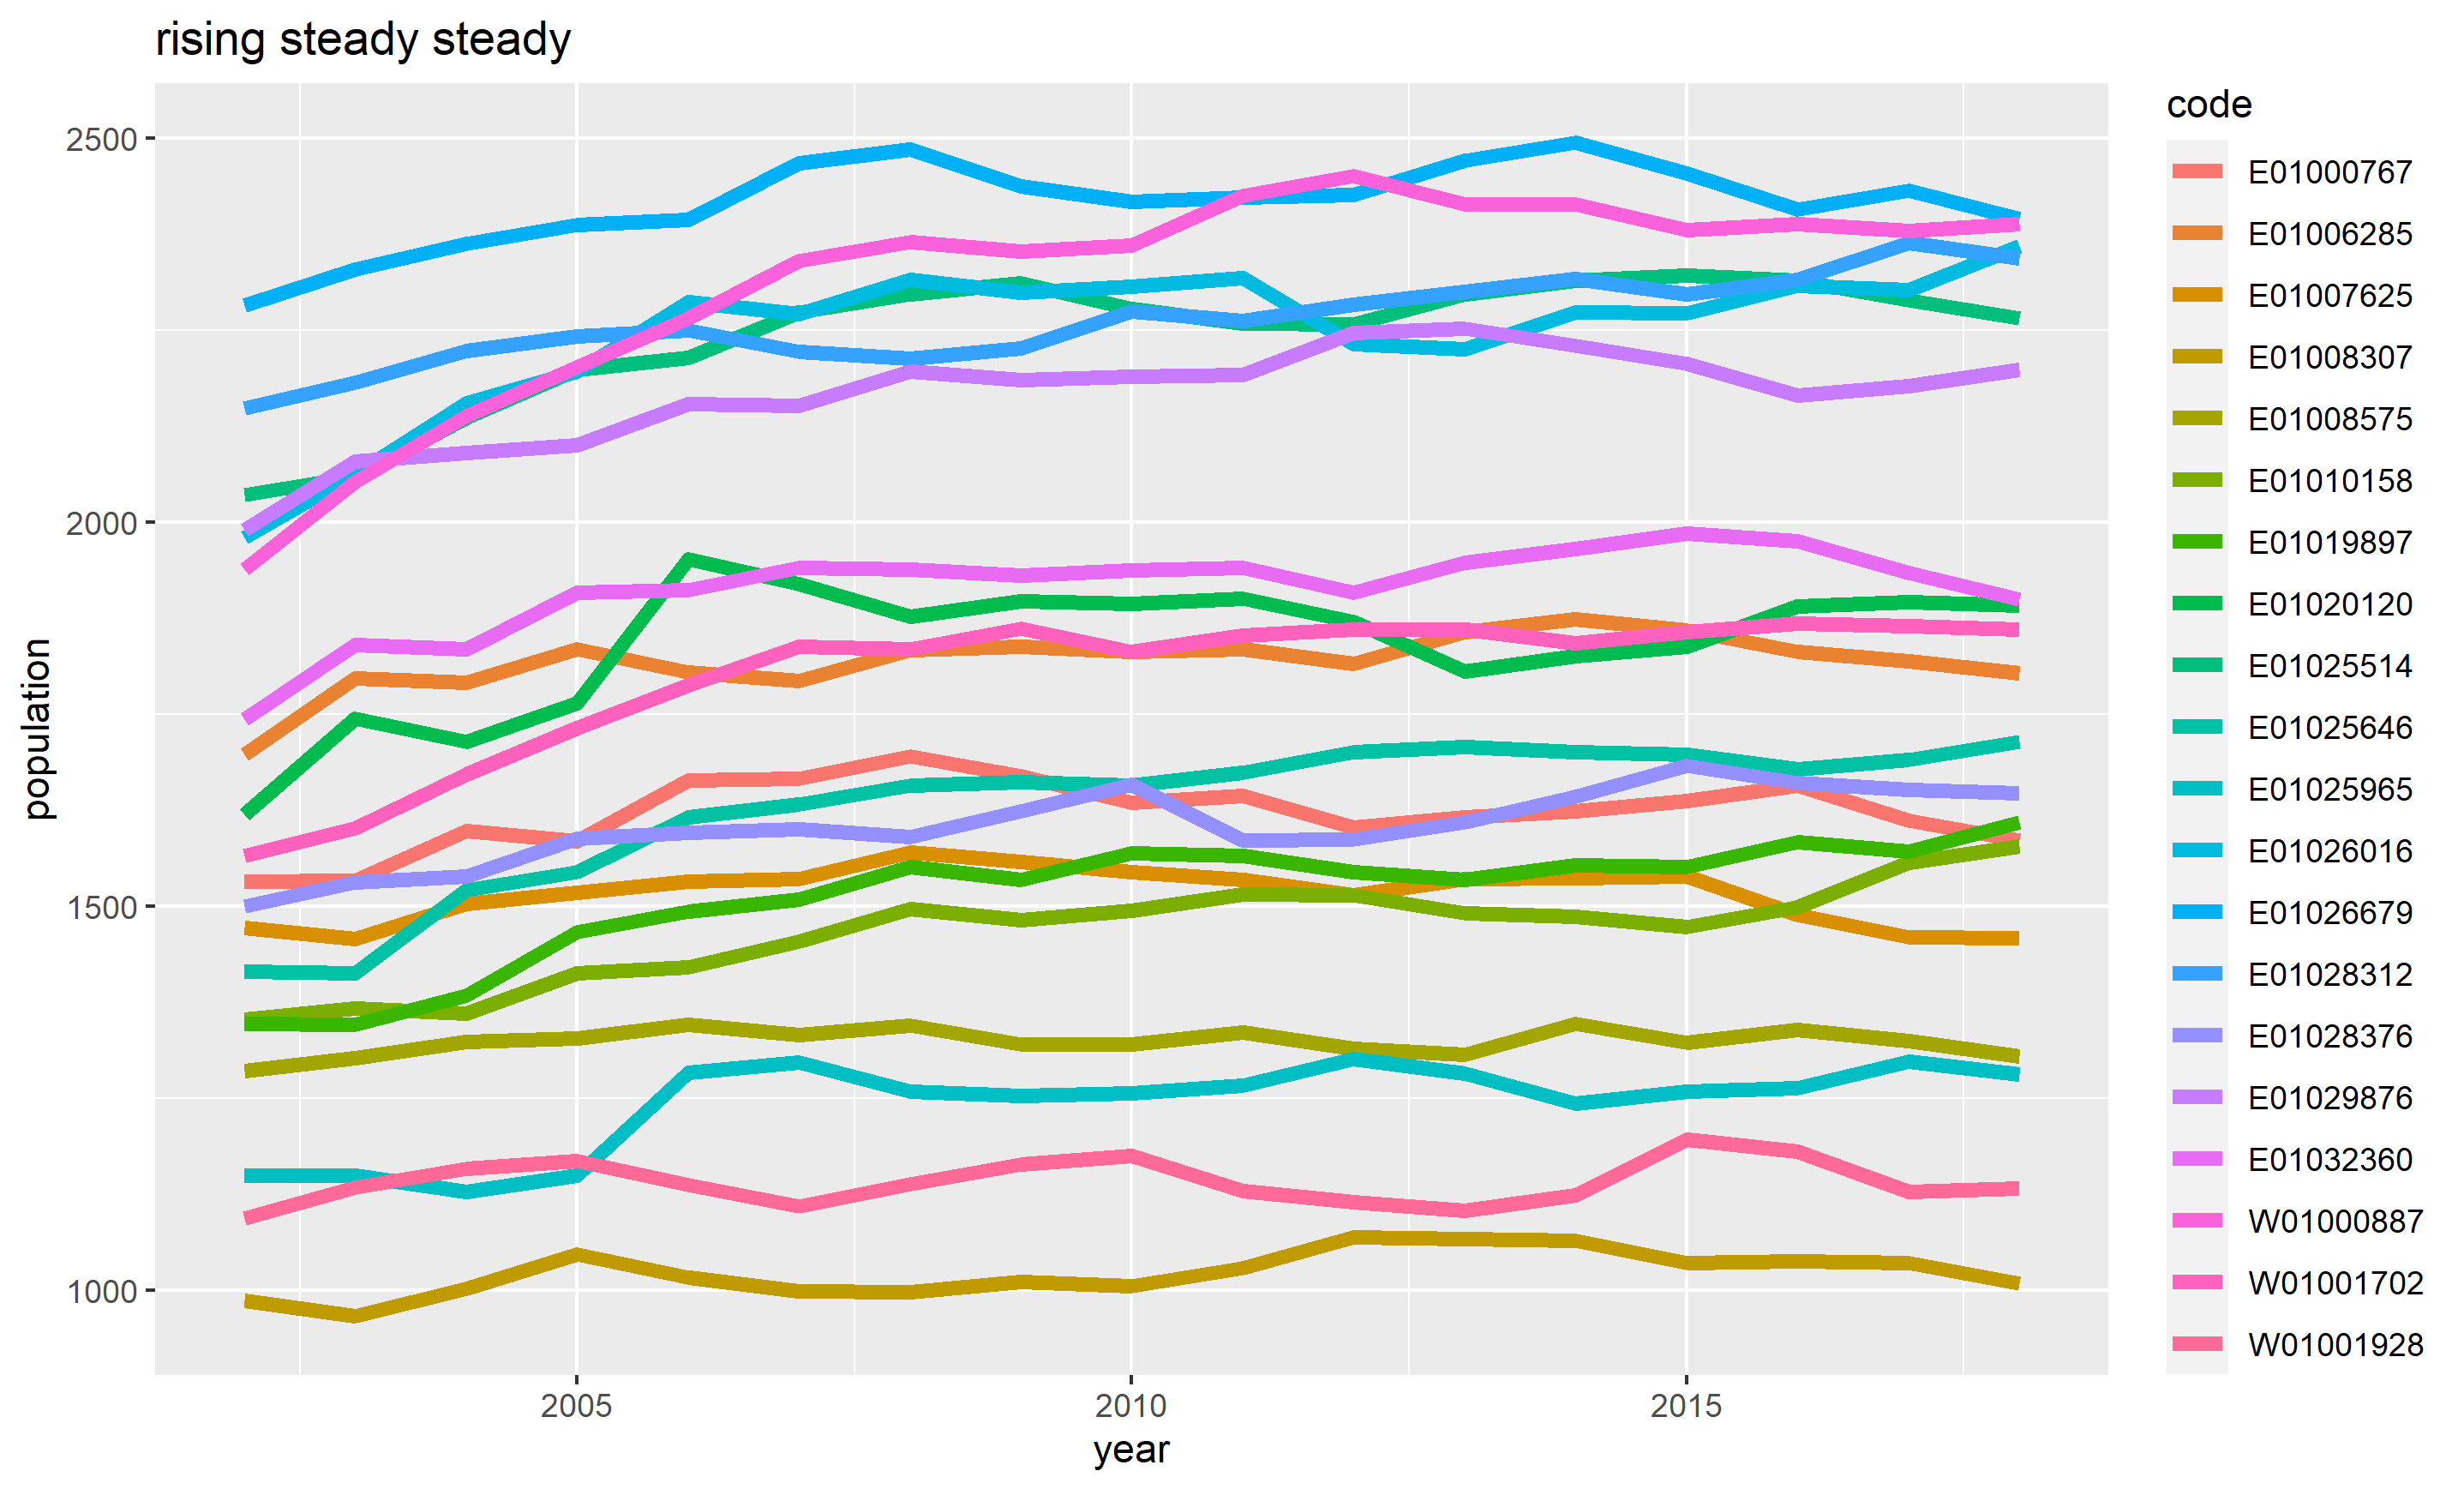 rising steady steady
2500
2000
1500
1000
population
2005
2010
2015
year
code
E01000767
E01006285
E01007625
E01008307
E01008575
E01010158
E01019897
E01020120
E01025514
E01025646
E01025965
E01026016
E01026679
E01028312
E01028376
E01029876
E01032360
W01000887
W01001702
W01001928